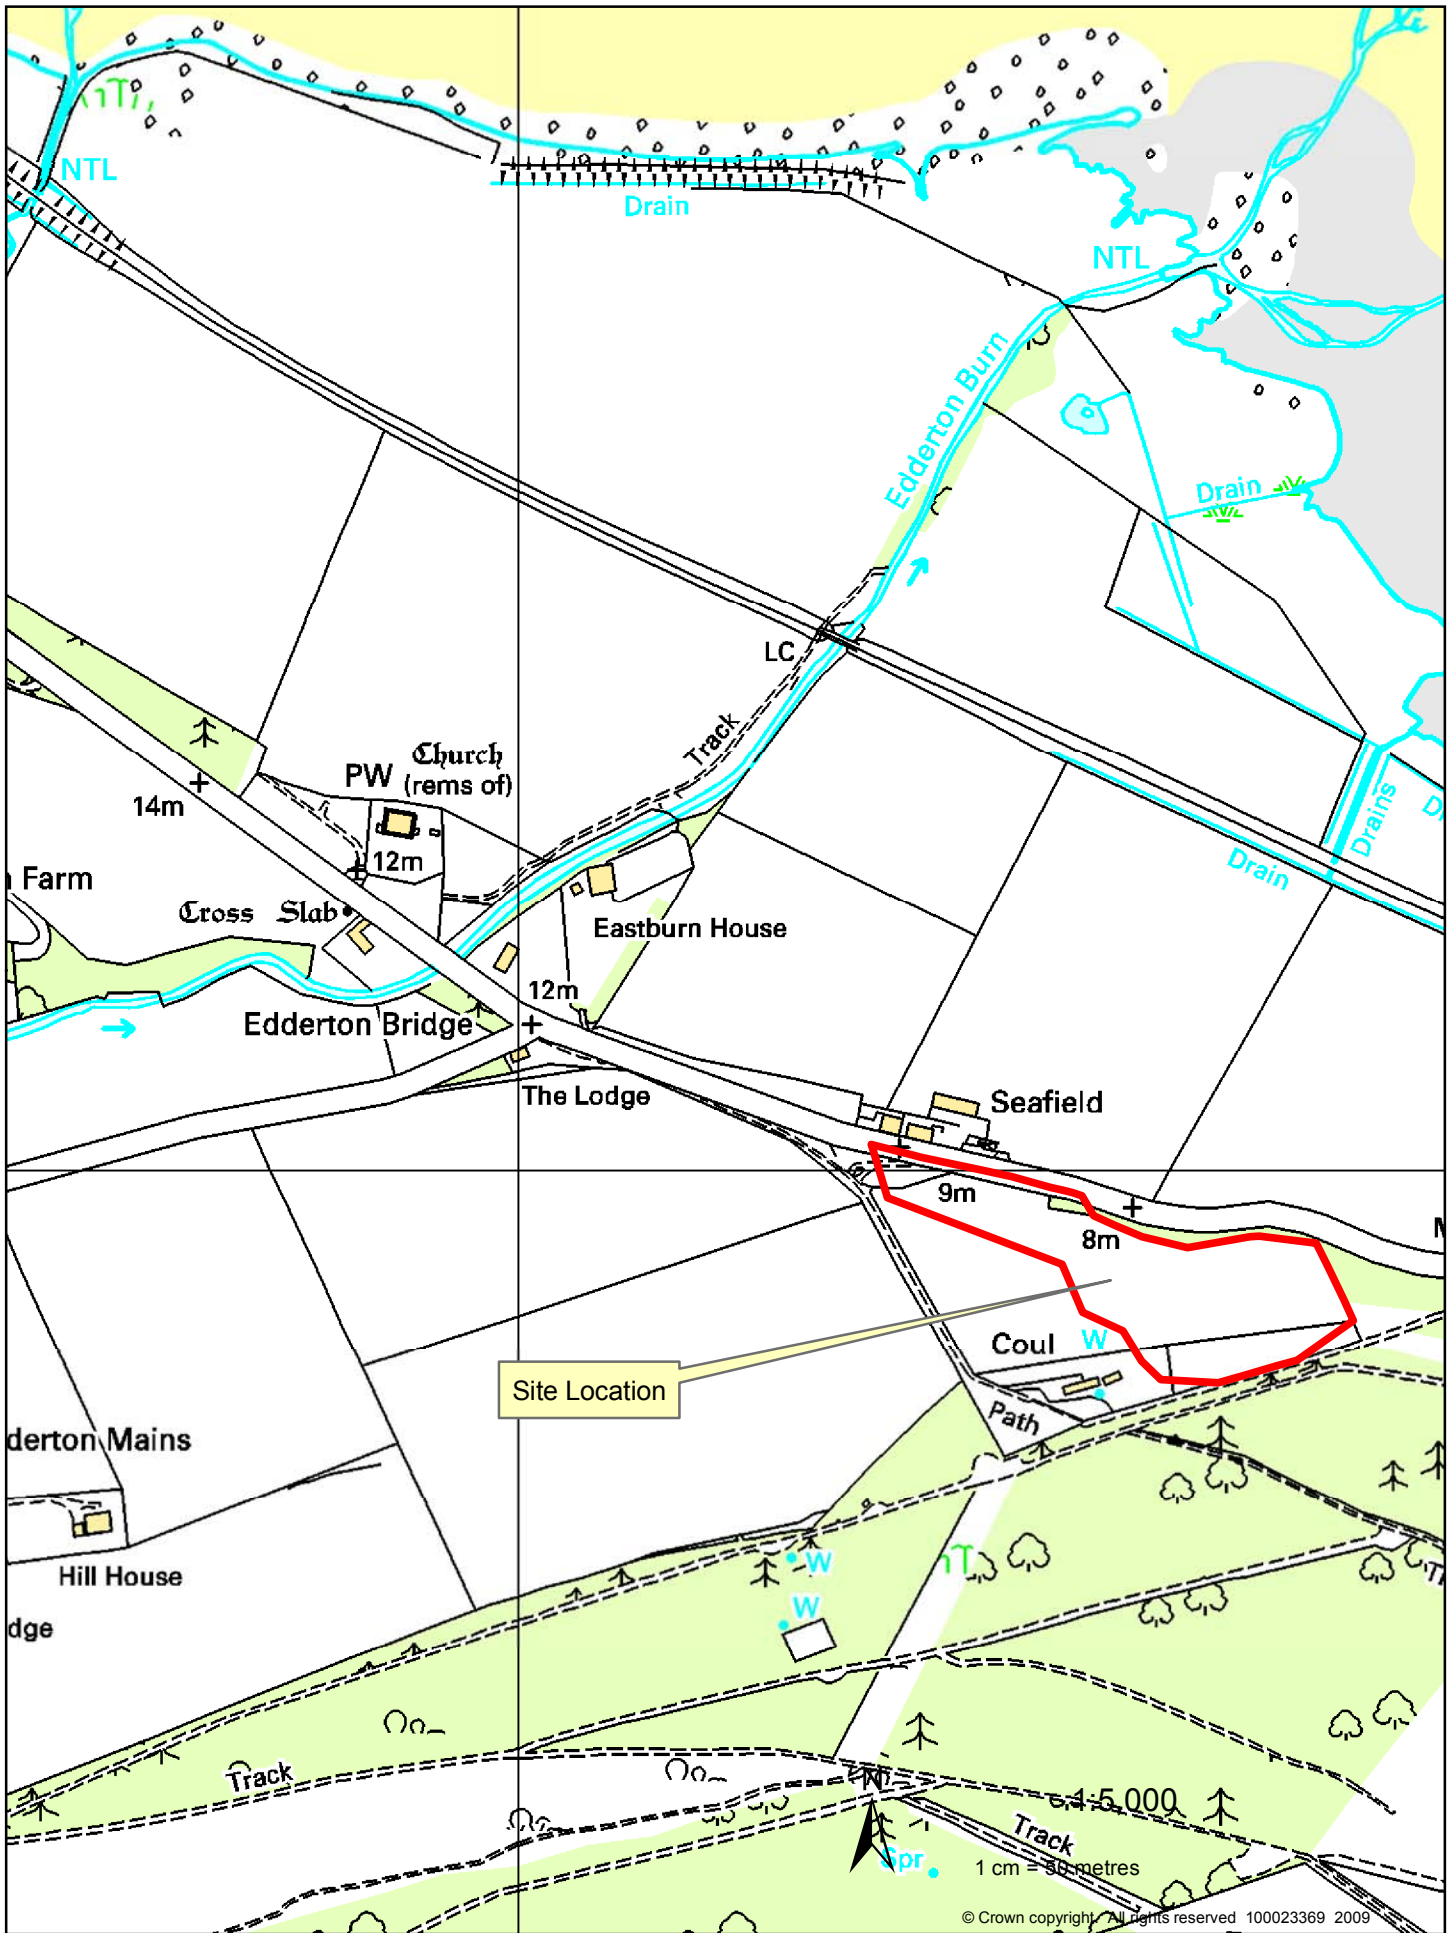 NTL
Drain
NTL
Edderton Burn
Drain
LC
Track
Church
PW (rems of)
14m
12m
Farm
Cross Slab
Eastburn House
Drains
Drain
12m
Edderton Bridge
The Lodge
Seafield
9m
8m
Coul W
Site Location
Path
derton Mains
W
Hill House
W
dge
Track
N
1:5,000
Track
Spr
1 cm = 50 metres
© Crown copyright. All rights reserved 100023369 2009